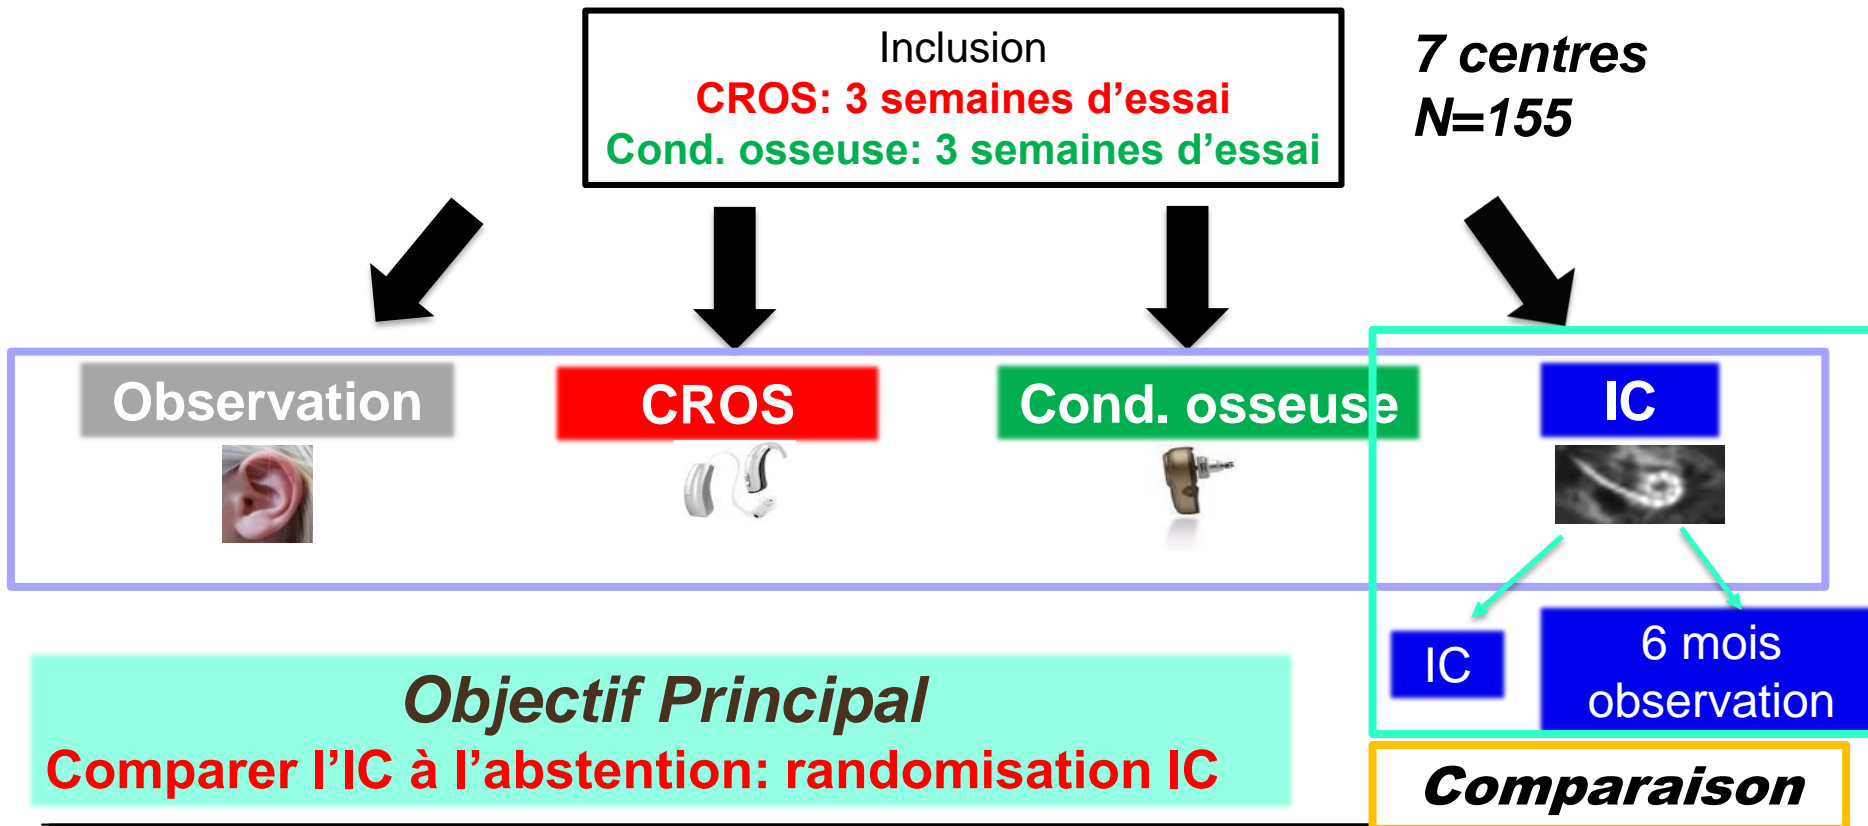 Inclusion
CROS: 3 semaines d'essai
Cond. osseuse: 3 semaines d'essai
7 centres
N=155
Observation
CROS
Cond. osseuse
IC
IC
6 mois
observation
Objectif Principal
Comparer l'IC à l'abstention: randomisation IC
Comparaison